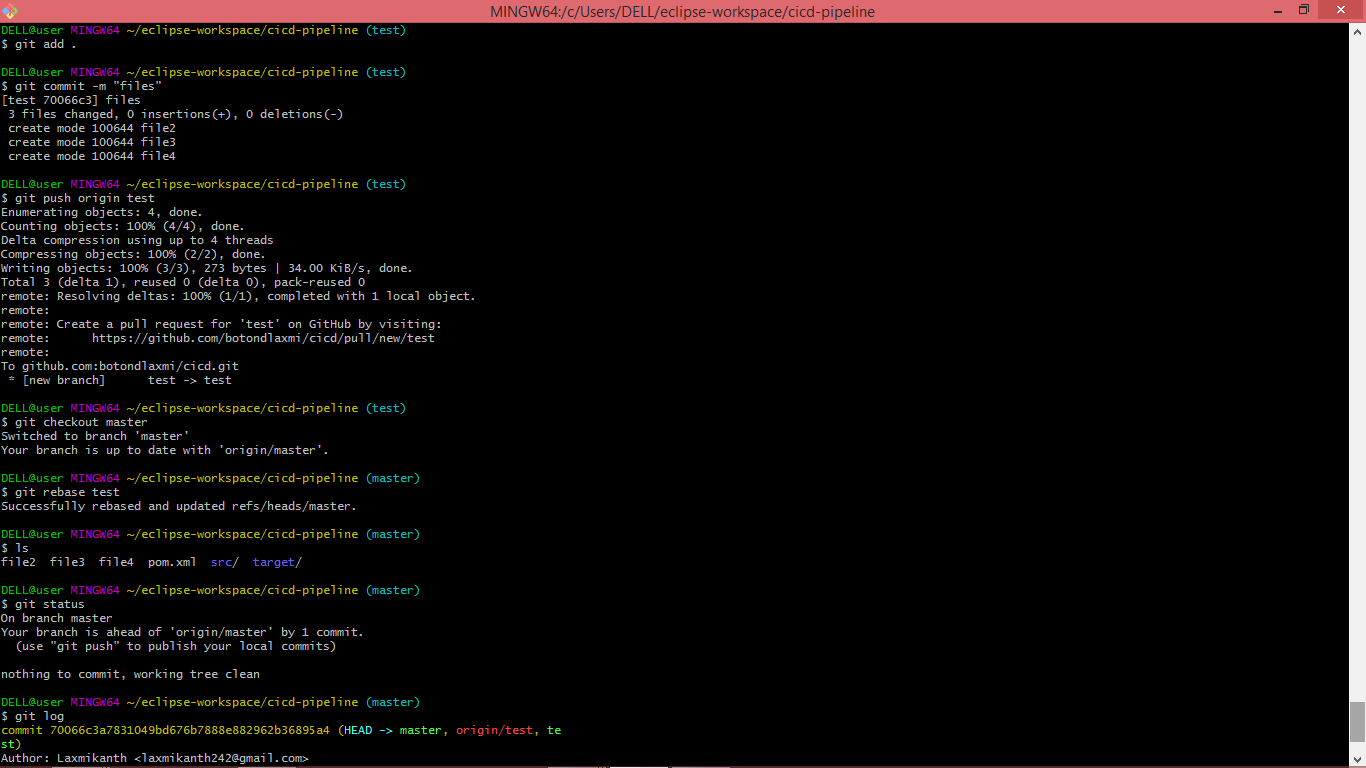 MINGW64:/c/Users/DELL/eclipse-workspace/cicd-pipeline
DELL@user MINGW64 ~/eclipse-workspace/cicd-pipeline (test)
$ git add .
DELL@user MINGW64 ~/eclipse-workspace/cicd-pipeline (test)
$ git commit -m "files"
[test 70066c3] files
 3 files changed, 0 insertions(+), 0 deletions(-)
 create mode 100644 file2
 create mode 100644 file3
 create mode 100644 file4
DELL@user MINGW64 ~/eclipse-workspace/cicd-pipeline (test)
$ git push origin test
Enumerating objects: 4, done.
Counting objects: 100% (4/4), done.
Delta compression using up to 4 threads
Compressing objects: 100% (2/2), done.
Writing objects: 100% (3/3), 273 bytes | 34.00 KiB/s, done.
Total 3 (delta 1), reused 0 (delta 0), pack-reused 0
remote: Resolving deltas: 100% (1/1), completed with 1 local object.
remote:
remote: Create a pull request for 'test' on GitHub by visiting:
remote:      https://github.com/botondlaxmi/cicd/pull/new/test
remote:
To github.com:botondlaxmi/cicd.git
 * [new branch]      test -> test
DELL@user MINGW64 ~/eclipse-workspace/cicd-pipeline (test)
$ git checkout master
Switched to branch 'master'
Your branch is up to date with 'origin/master'.
DELL@user MINGW64 ~/eclipse-workspace/cicd-pipeline (master)
$ git rebase test
Successfully rebased and updated refs/heads/master.
DELL@user MINGW64 ~/eclipse-workspace/cicd-pipeline (master)
$ ls
file2  file3  file4  pom.xml  src/  target/
DELL@user MINGW64 ~/eclipse-workspace/cicd-pipeline (master)
$ git status
On branch master
Your branch is ahead of 'origin/master' by 1 commit.
  (use "git push" to publish your local commits)
nothing to commit, working tree clean
DELL@user MINGW64 ~/eclipse-workspace/cicd-pipeline (master)
$ git log
commit 70066c3a7831049bd676b7888e882962b36895a4 (HEAD -> master, origin/test, te
st)
Author: Laxmikanth <laxmikanth242@gmail.com>